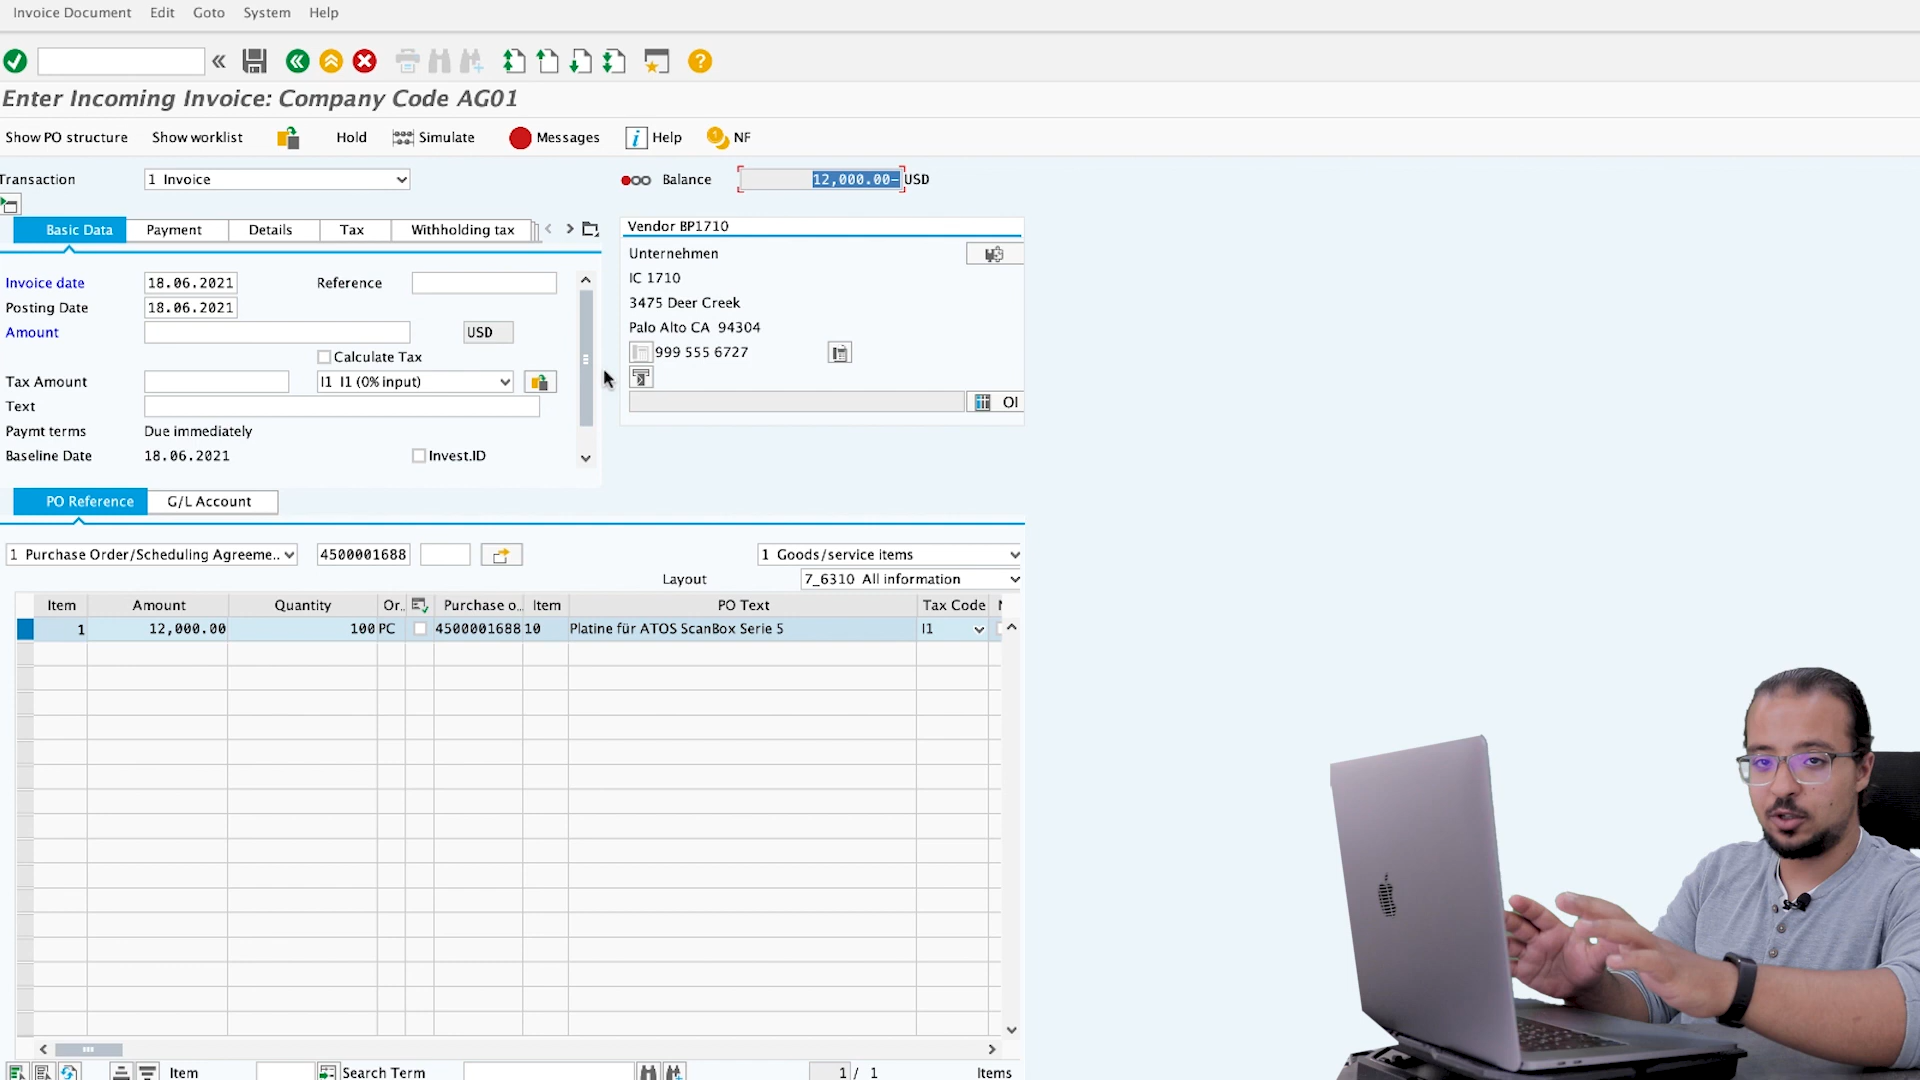 Invoice Document Edit Goto System Help
Enter Incoming Invoice: Company Code AG01
Show PO structure Show worklist Hold Simulate Messages Help NF
Transaction 1 Invoice Balance 12,000.00- USD
Basic Data Payment Details Tax Withholding tax
Vendor BP1710
Invoice date 18.06.2021 Reference
Posting Date 18.06.2021
Amount USD
Calculate Tax
Tax Amount I1 I1 (0% input)
Text
Paymt terms Due immediately
Baseline Date 18.06.2021 Invest.ID
Unternehmen
IC 1710
3475 Deer Creek
Palo Alto CA 94304
999 555 6727
OI
PO Reference G/L Account
1 Purchase Order/Scheduling Agreeme.. 4500001688 1 Goods/service items
Layout 7_6310 All information
Item Amount Quantity Or.. Purchase o.. Item PO Text Tax Code
1 12,000.00 100 PC 4500001688 10 Platine für ATOS ScanBox Serie 5 I1
Item Search Term 1 / 1 Items